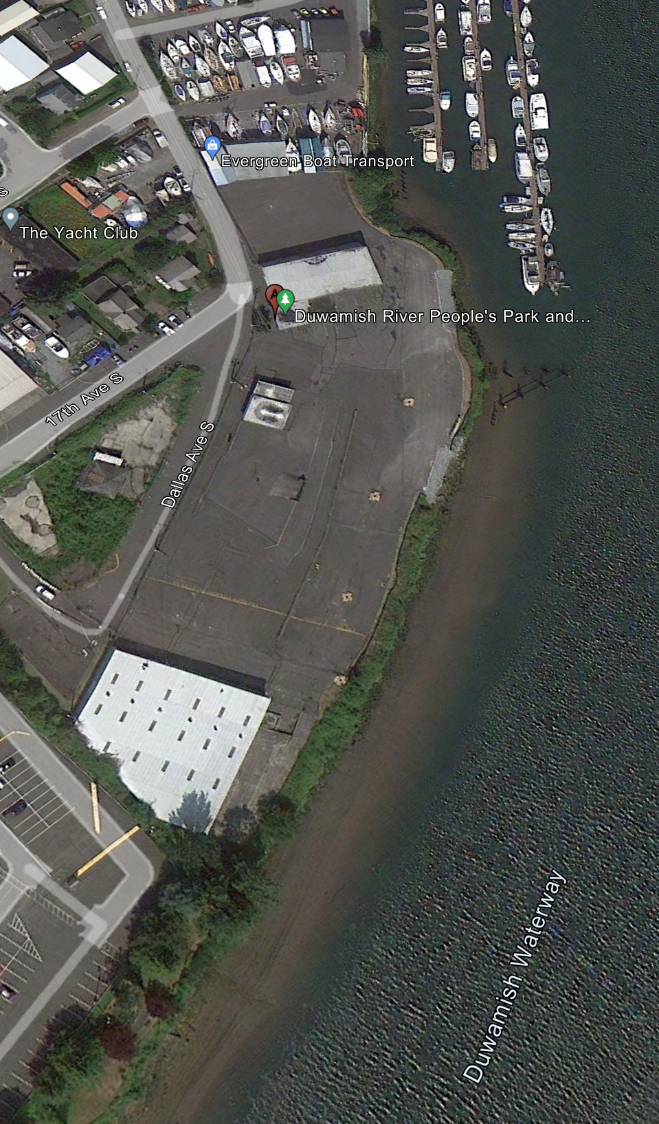 Evergreen Boat Transport
S
The Yacht Club
Duwamish River People's Park and...
17th Ave S
Dallas Ave S
Duwamish Waterway